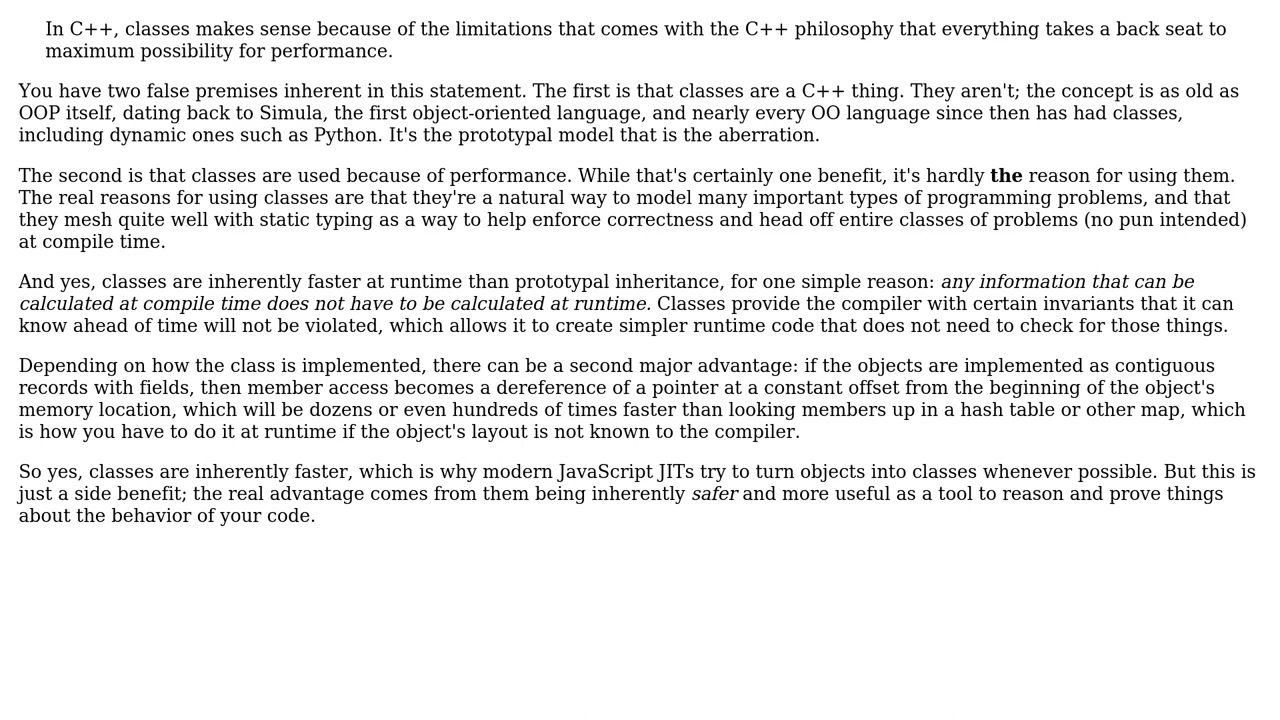 In C++, classes makes sense because of the limitations that comes with the C++ philosophy that everything takes a back seat to
maximum possibility for performance.
You have two false premises inherent in this statement. The first is that classes are a C++ thing. They aren't; the concept is as old as
OOP itself, dating back to Simula, the first object-oriented language, and nearly every OO language since then has had classes,
including dynamic ones such as Python. It's the prototypal model that is the aberration.
The second is that classes are used because of performance. While that's certainly one benefit, it's hardly the reason for using them.
The real reasons for using classes are that they're a natural way to model many important types of programming problems, and that
they mesh quite well with static typing as a way to help enforce correctness and head off entire classes of problems (no pun intended)
at compile time.
And yes, classes are inherently faster at runtime than prototypal inheritance, for one simple reason: any information that can be
calculated at compile time does not have to be calculated at runtime. Classes provide the compiler with certain invariants that it can
know ahead of time will not be violated, which allows it to create simpler runtime code that does not need to check for those things.
Depending on how the class is implemented, there can be a second major advantage: if the objects are implemented as contiguous
records with fields, then member access becomes a dereference of a pointer at a constant offset from the beginning of the object's
memory location, which will be dozens or even hundreds of times faster than looking members up in a hash table or other map, which
is how you have to do it at runtime if the object's layout is not known to the compiler.
So yes, classes are inherently faster, which is why modern JavaScript JITs try to turn objects into classes whenever possible. But this is
just a side benefit; the real advantage comes from them being inherently safer and more useful as a tool to reason and prove things
about the behavior of your code.